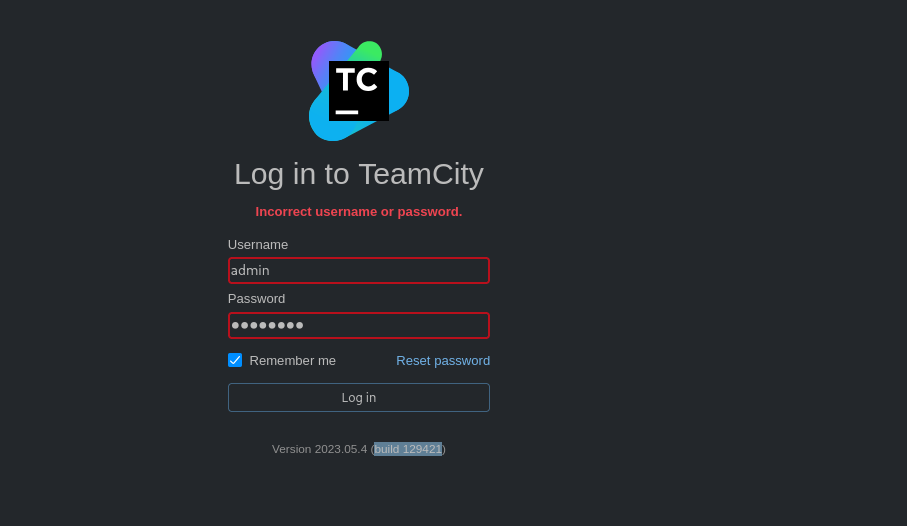 TC
Log in to TeamCity
Incorrect username or password.
Username
admin
Password
Remember me
Reset password
Log in
Version 2023.05.4 (build 129421)